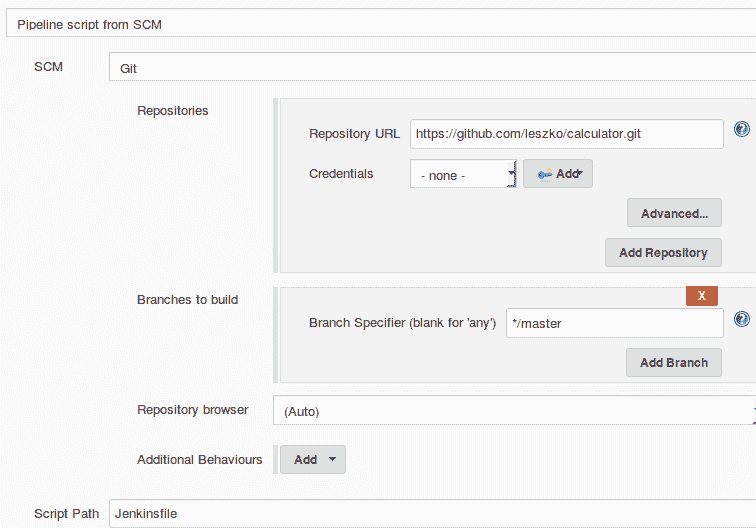 Pipeline script from SCM
SCM Git
Repositories
Repository URL https://github.com/leszko/calculator.git
Credentials - none - Add
Advanced...
Add Repository
Branches to build
X
Branch Specifier (blank for 'any') */master
Add Branch
Repository browser (Auto)
Additional Behaviours Add
Script Path Jenkinsfile